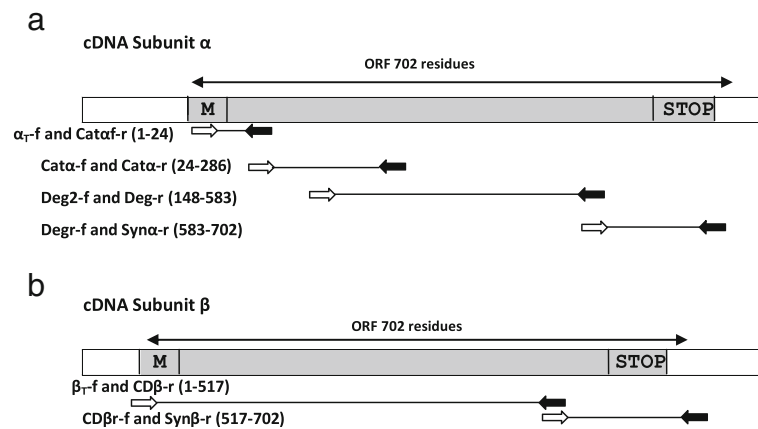 a
cDNA Subunit α
ORF 702 residues
M STOP
αT-f and Catαf-r (1-24)
Catα-f and Catα-r (24-286)
Deg2-f and Deg-r (148-583)
Degr-f and Synα-r (583-702)
b
cDNA Subunit β
ORF 702 residues
M STOP
βT-f and CDβ-r (1-517)
CDβr-f and Synβ-r (517-702)